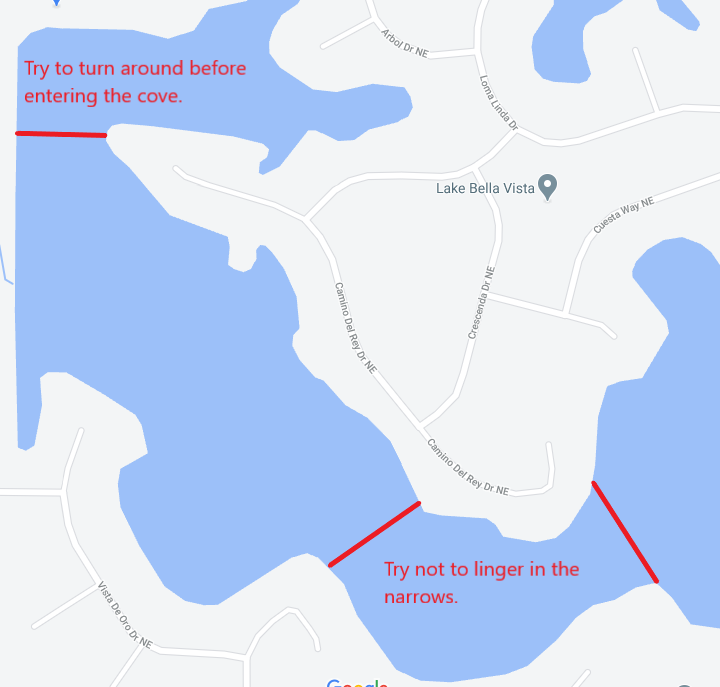 Arbol Dr NE
Try to turn around before
entering the cove.
Loma Linda Dr
Lake Bella Vista
Cuesta Way NE
Camino Del Rey Dr NE
Crescenda Dr NE
Camino Del Rey Dr NE
Try not to linger in the
narrows.
Vista De Oro Dr NE
Google